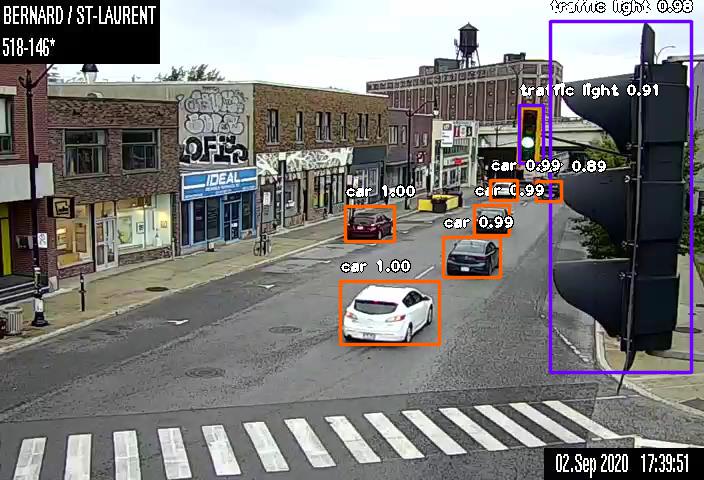 BERNARD / ST-LAURENT
518-146*
traffic light 0.98
traffic light 0.91
car 0.99
0.89
car 1.00
car 0.99
car 0.99
car 1.00
IDEAL
02.Sep 2020 17:39:51